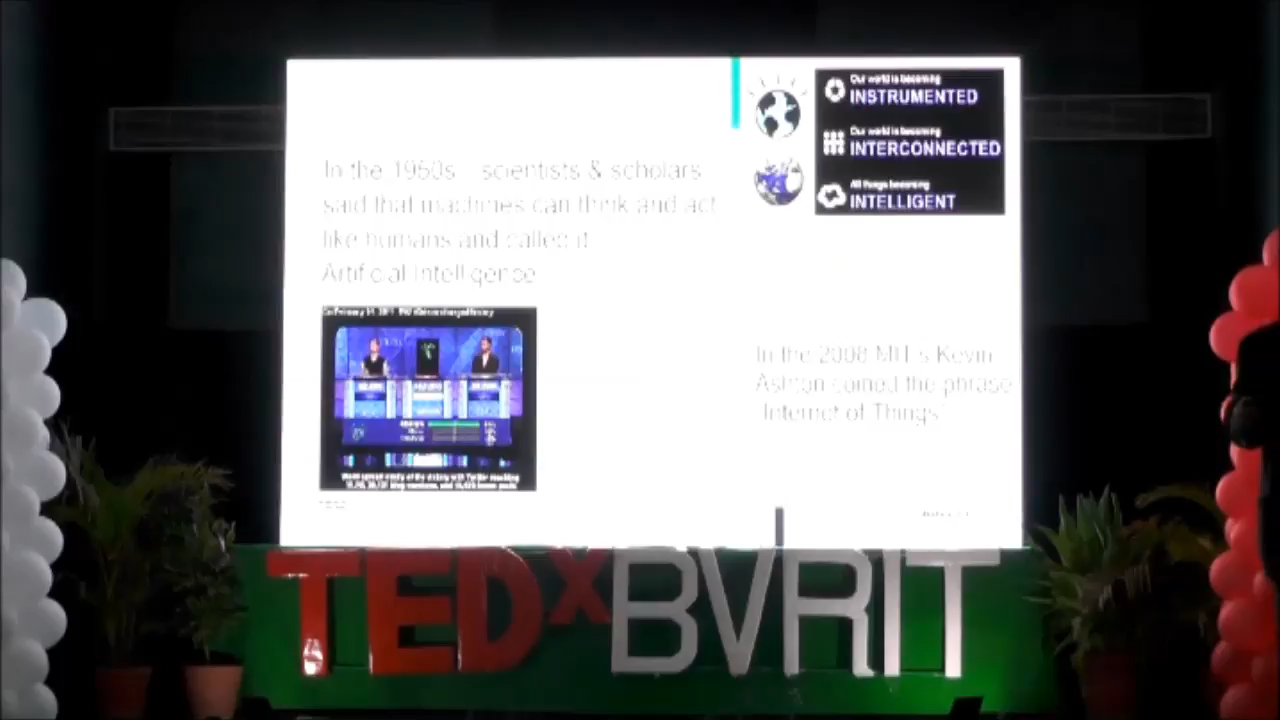 In the 1950s scientists & scholars
said that machines can think and act
like humans and called it
Artificial Intelligence
Our world is becoming
INSTRUMENTED
Our world is becoming
INTERCONNECTED
All things becoming
INTELLIGENT
In the 2008 MIT's Kevin
Ashton coined the phrase
'Internet of Things'
TEDxBVRIT